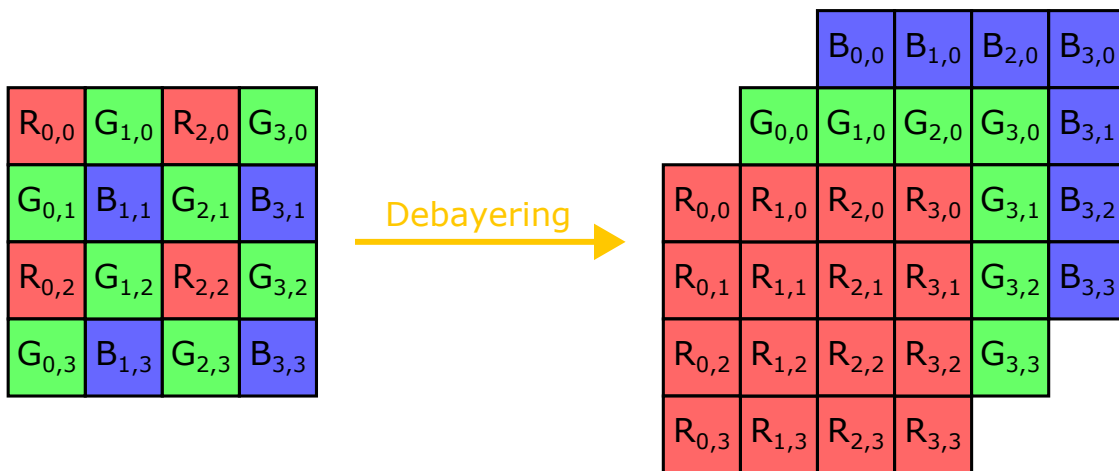 R0,0 G1,0 R2,0 G3,0
G0,1 B1,1 G2,1 B3,1
R0,2 G1,2 R2,2 G3,2
G0,3 B1,3 G2,3 B3,3
Debayering
B0,0 B1,0 B2,0 B3,0
G0,0 G1,0 G2,0 G3,0 B3,1
R0,0 R1,0 R2,0 R3,0 G3,1 B3,2
R0,1 R1,1 R2,1 R3,1 G3,2 B3,3
R0,2 R1,2 R2,2 R3,2 G3,3
R0,3 R1,3 R2,3 R3,3